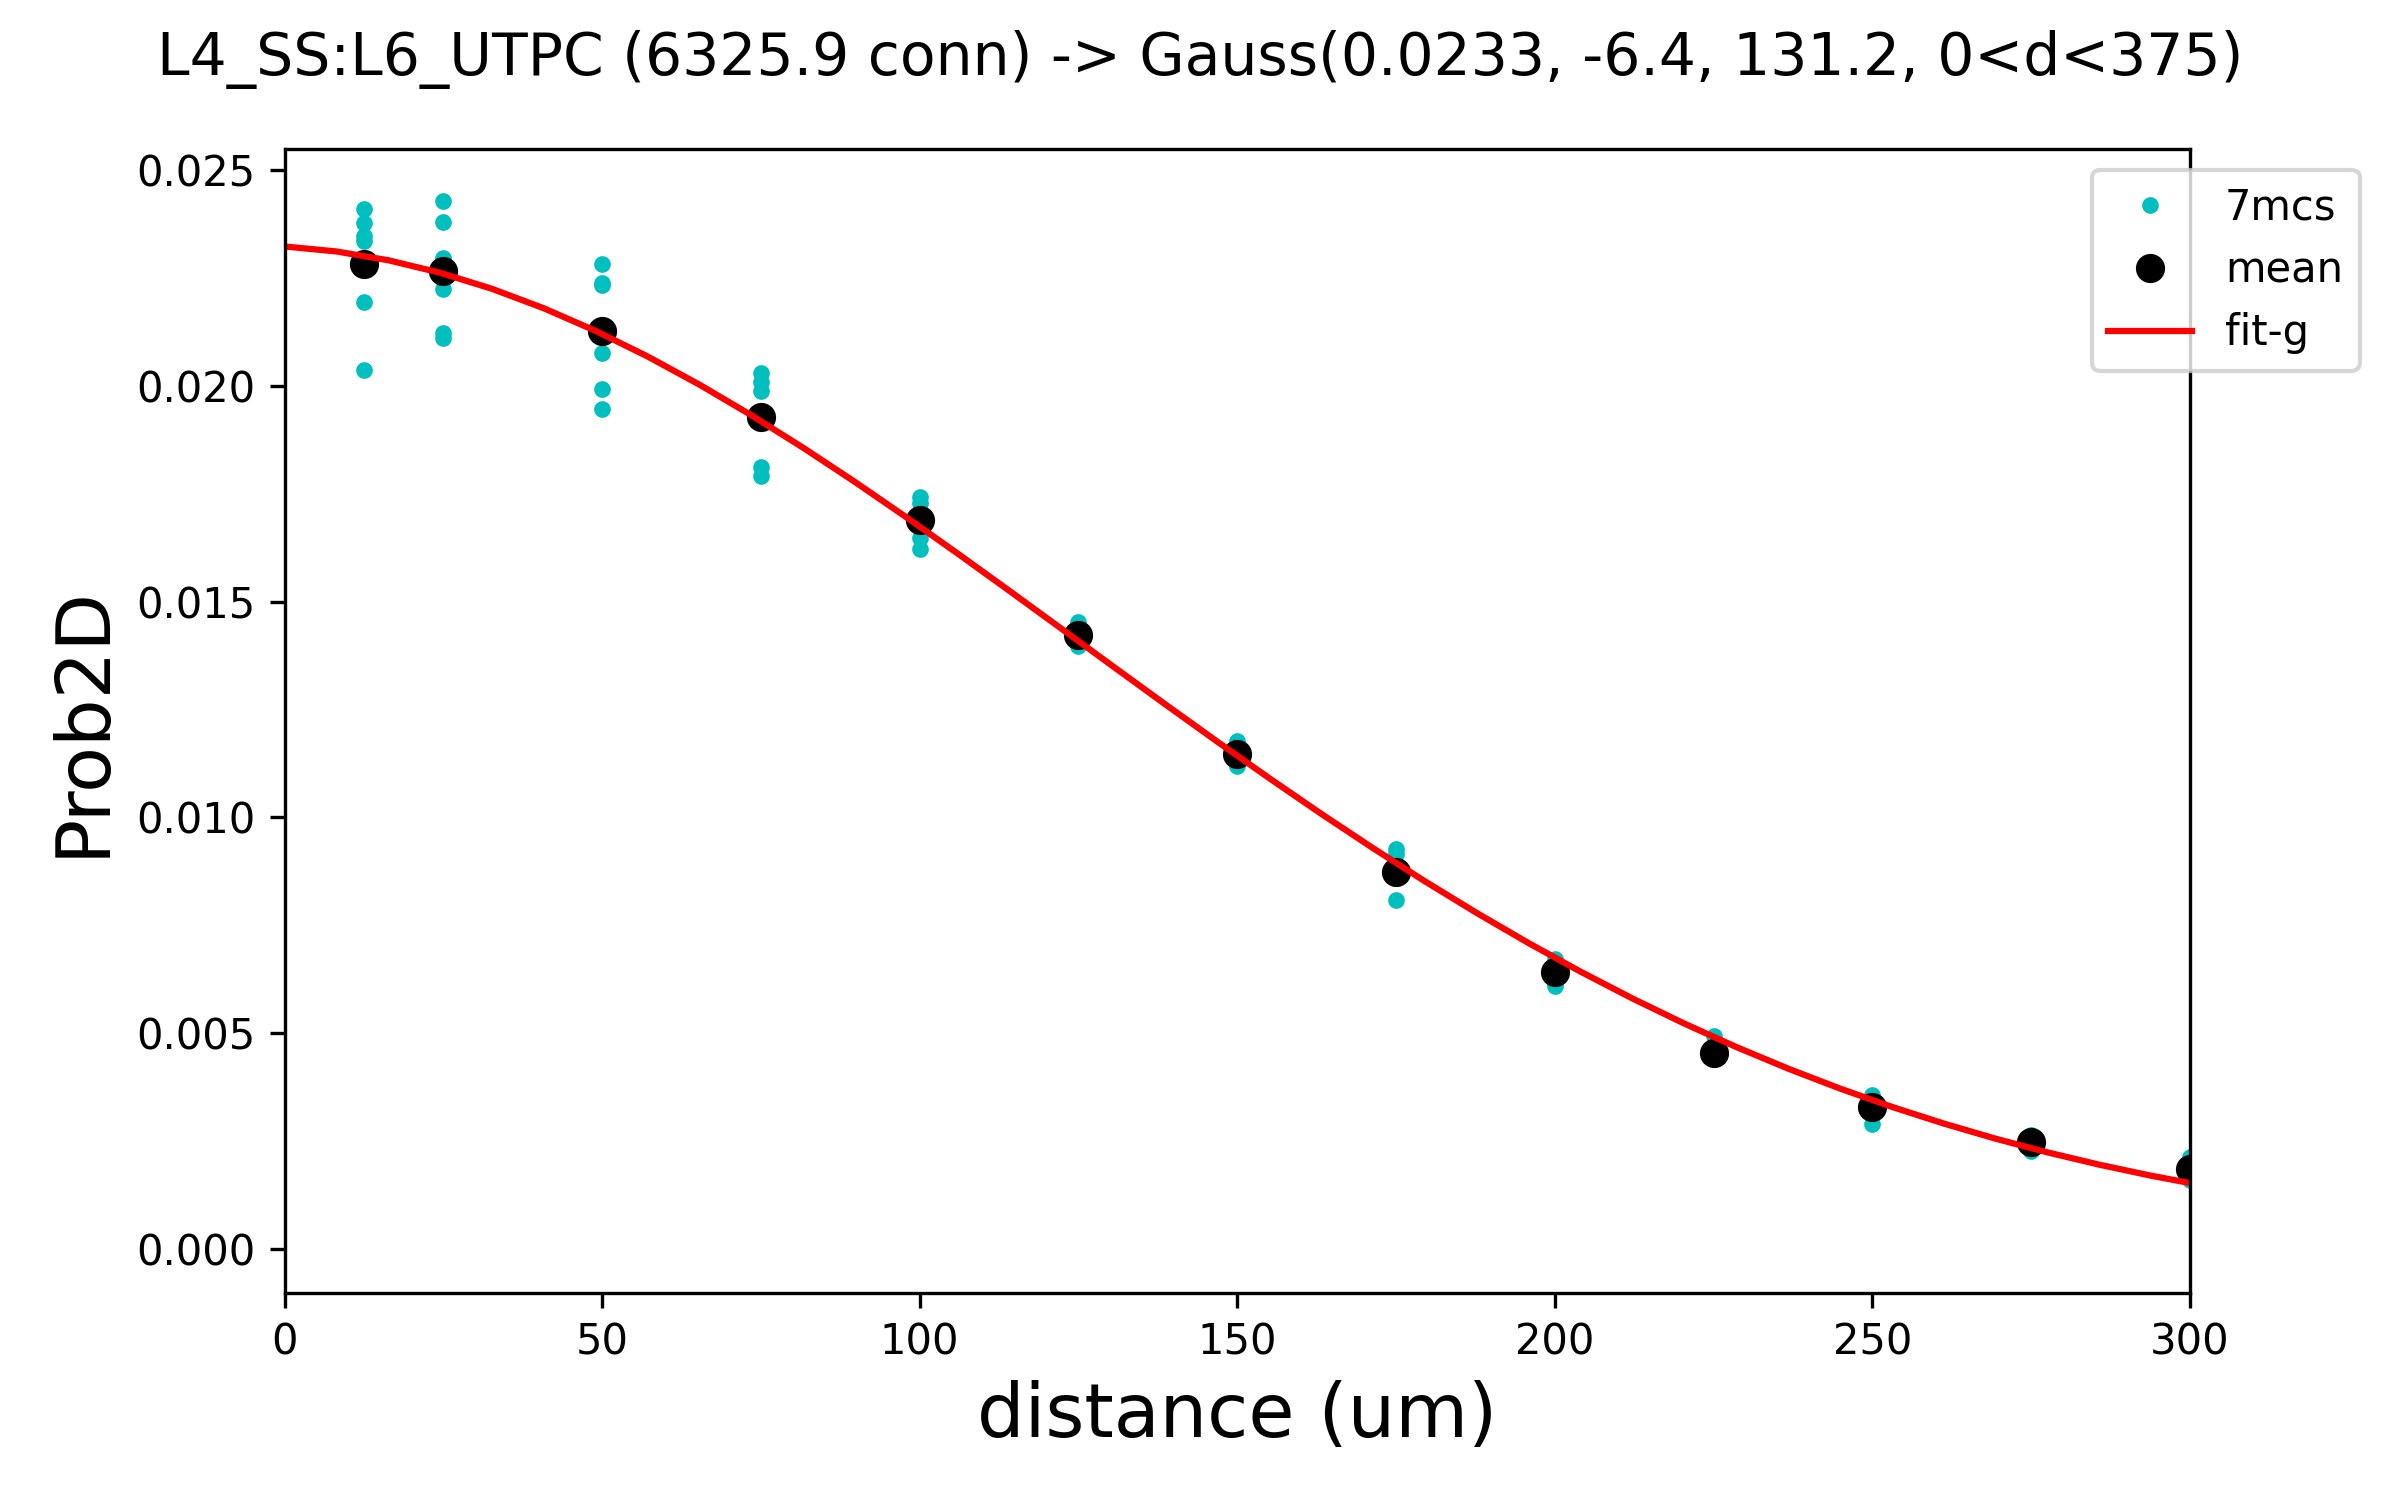 L4_SS:L6_UTPC (6325.9 conn) -> Gauss(0.0233, -6.4, 131.2, 0<d<375)
0.025
0.020
0.015
0.010
0.005
0.000
Prob2D
7mcs
mean
fit-g
0 50 100 150 200 250 300
distance (um)